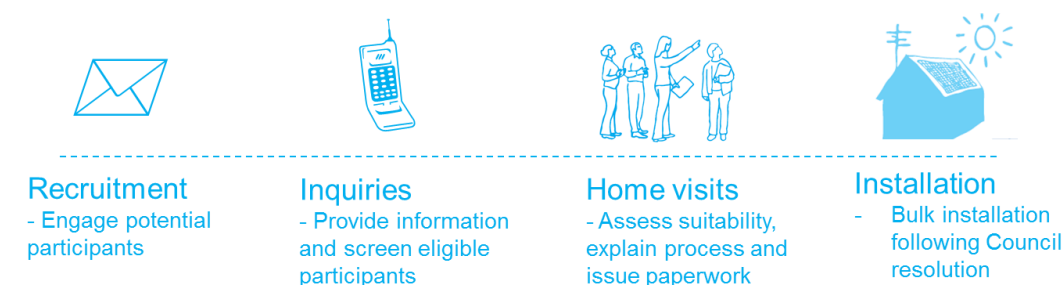 Recruitment
- Engage potential
participants
Inquiries
- Provide information
and screen eligible
participants
Home visits
- Assess suitability,
explain process and
issue paperwork
Installation
- Bulk installation
following Council
resolution